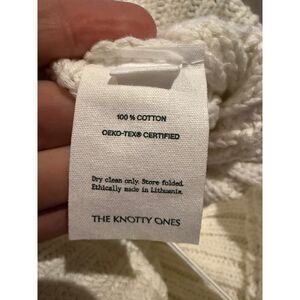 100 % COTTON
OEKO-TEX® CERTIFIED
Dry clean only. Store folded.
Ethically made in Lithuania.
THE KNOTTY ONES